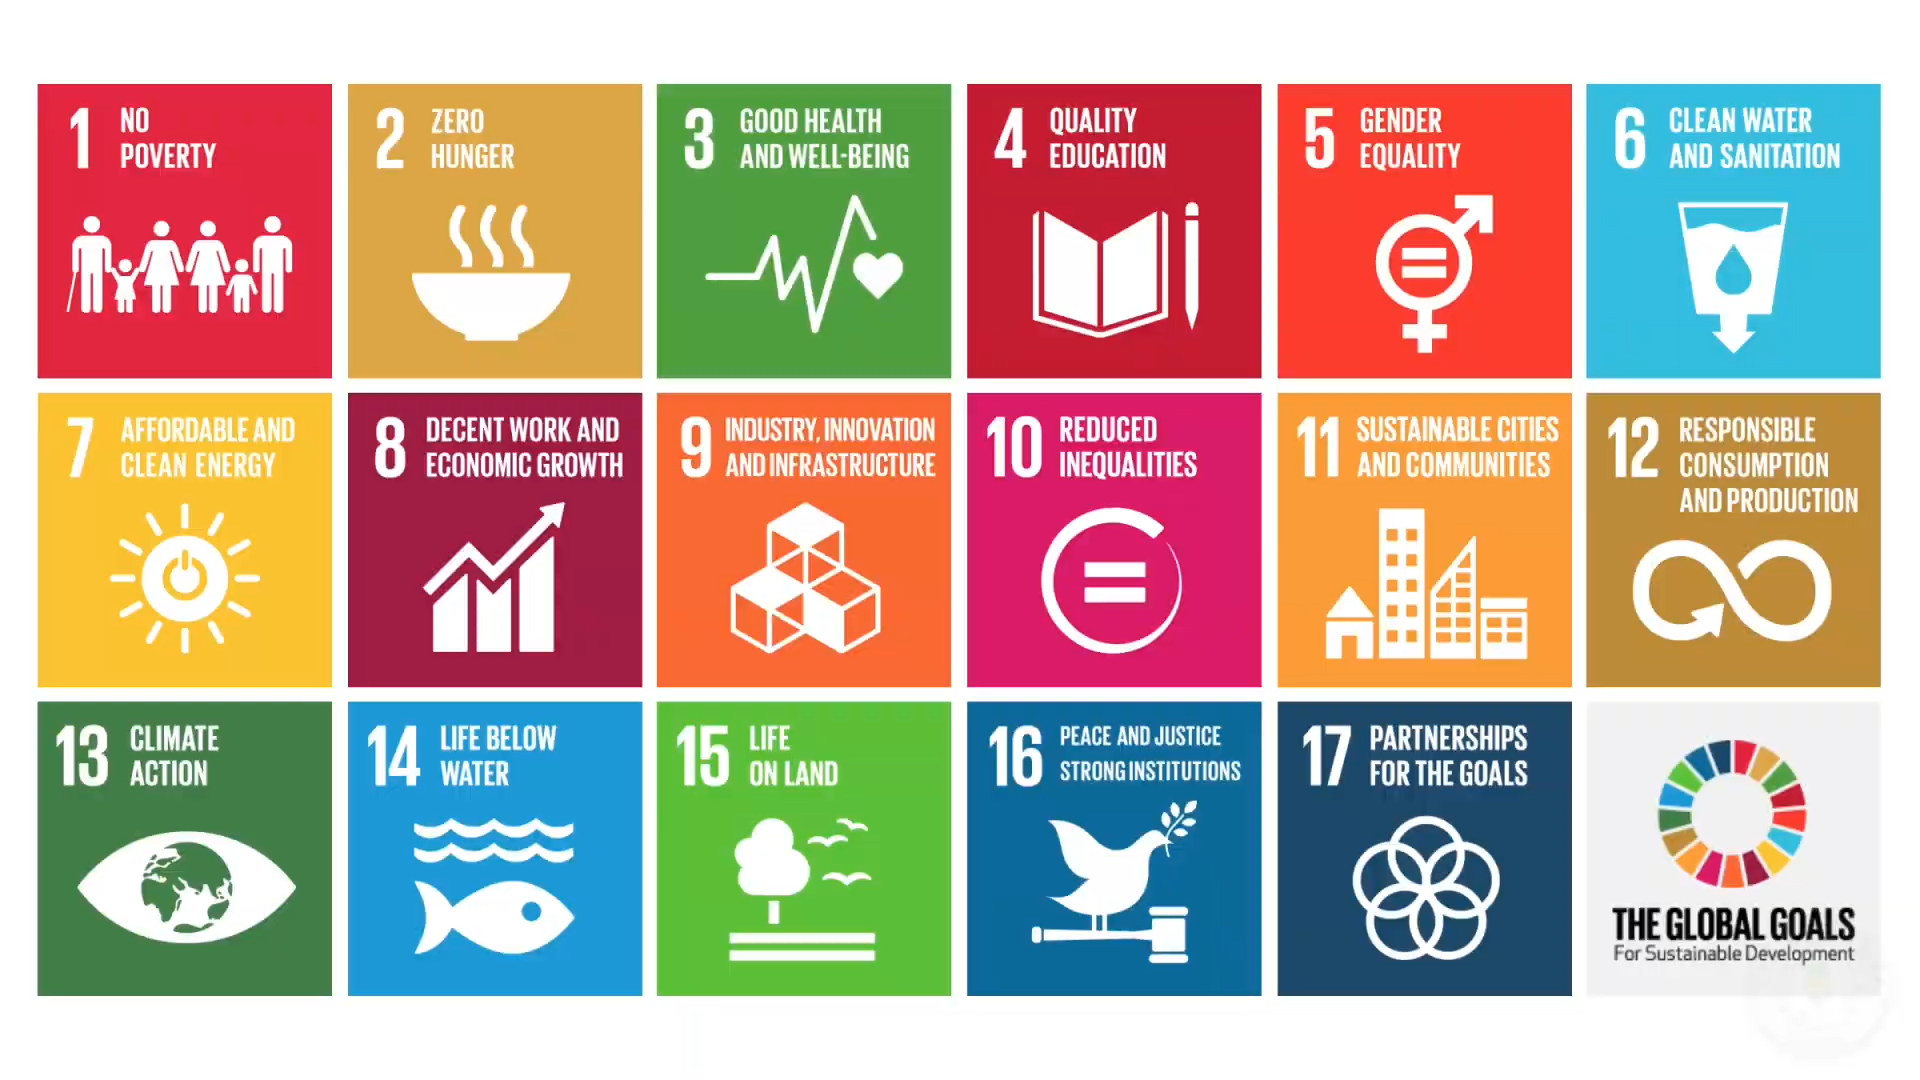 1 NO
POVERTY
2 ZERO
HUNGER
3 GOOD HEALTH
AND WELL-BEING
4 QUALITY
EDUCATION
5 GENDER
EQUALITY
6 CLEAN WATER
AND SANITATION
7 AFFORDABLE AND
CLEAN ENERGY
8 DECENT WORK AND
ECONOMIC GROWTH
9 INDUSTRY, INNOVATION
AND INFRASTRUCTURE
10 REDUCED
INEQUALITIES
11 SUSTAINABLE CITIES
AND COMMUNITIES
12 RESPONSIBLE
CONSUMPTION
AND PRODUCTION
13 CLIMATE
ACTION
14 LIFE BELOW
WATER
15 LIFE
ON LAND
16 PEACE AND JUSTICE
STRONG INSTITUTIONS
17 PARTNERSHIPS
FOR THE GOALS
THE GLOBAL GOALS
For Sustainable Development